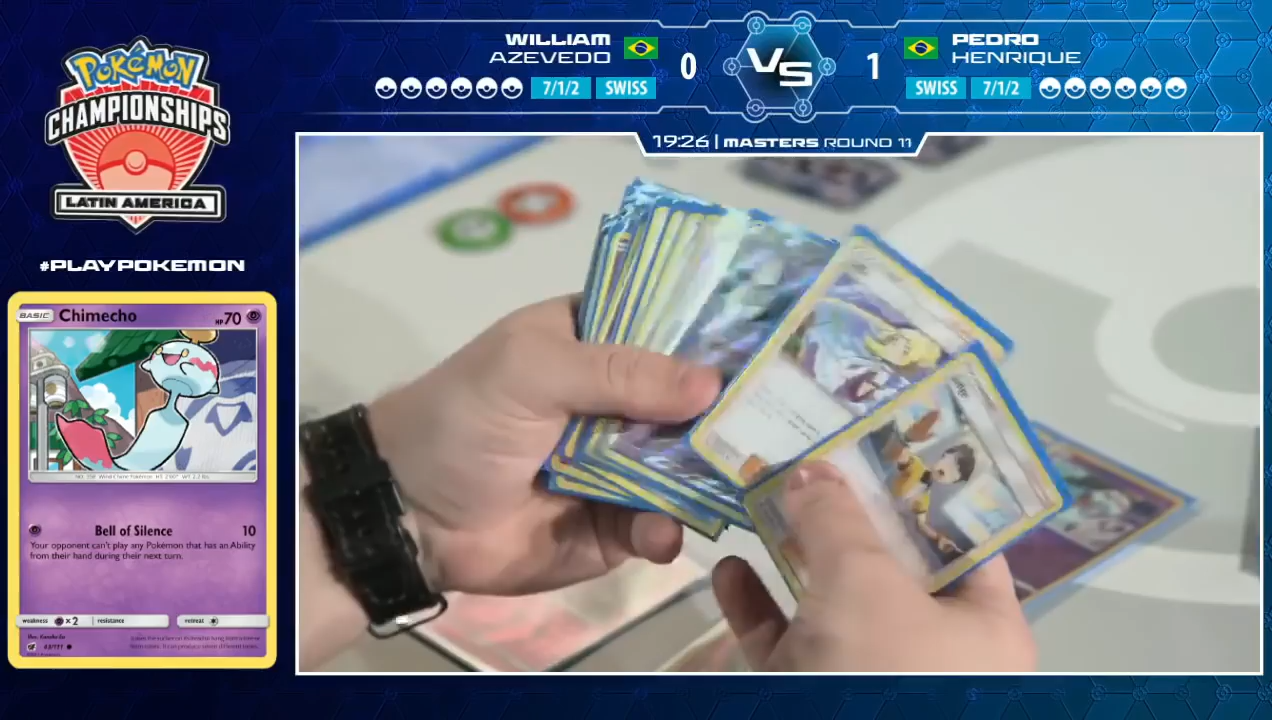 Pokémon
CHAMPIONSHIPS
LATIN AMERICA
#PLAYPOKEMON
WILLIAM
AZEVEDO
0
7/1/2
SWISS
VS
1
PEDRO
HENRIQUE
SWISS
7/1/2
19:26 | MASTERS ROUND 11
BASIC
Chimecho
HP 70
Bell of Silence 10
Your opponent can't play any Pokémon that has an Ability
from their hand during their next turn.
weakness ×2 resistance retreat